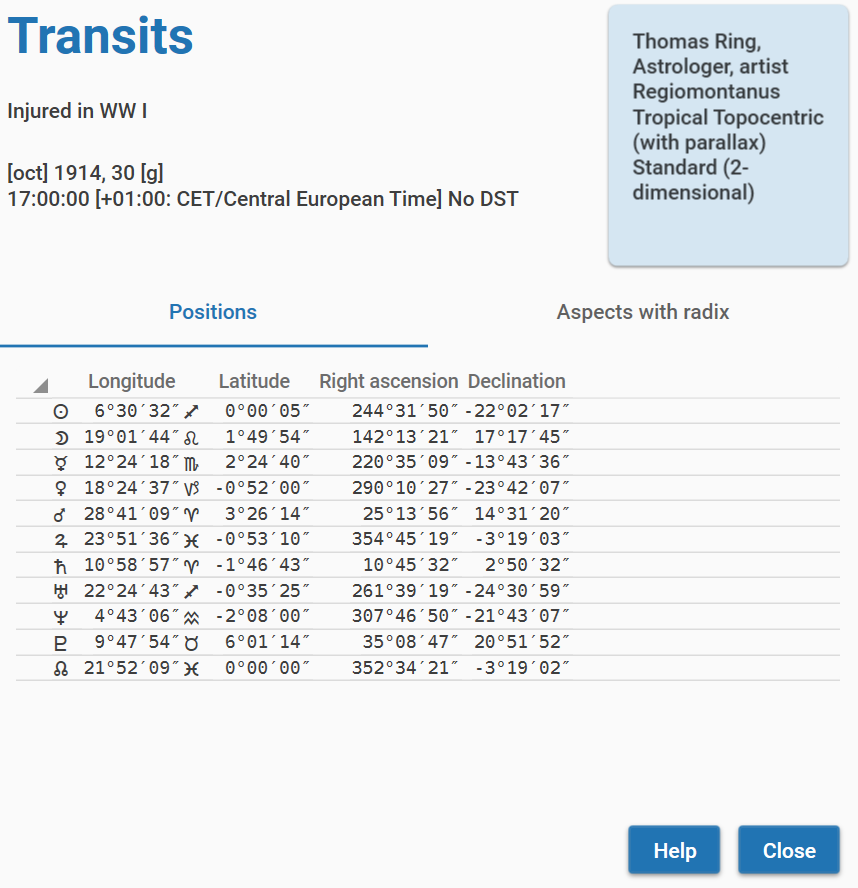 Transits
Thomas Ring,
Astrologer, artist
Regiomontanus
Tropical Topocentric
(with parallax)
Standard (2-
dimensional)
Injured in WW I
[oct] 1914, 30 [g]
17:00:00 [+01:00: CET/Central European Time] No DST
Positions Aspects with radix
Longitude Latitude Right ascension Declination
☉ 6°30′32″♐ 0°00′05″ 244°31′50″ -22°02′17″
☽ 19°01′44″♌ 1°49′54″ 142°13′21″ 17°17′45″
☿ 12°24′18″♏ 2°24′40″ 220°35′09″ -13°43′36″
♀ 18°24′37″♑ -0°52′00″ 290°10′27″ -23°42′07″
♂ 28°41′09″♈ 3°26′14″ 25°13′56″ 14°31′20″
♃ 23°51′36″♓ -0°53′10″ 354°45′19″ -3°19′03″
♄ 10°58′57″♈ -1°46′43″ 10°45′32″ 2°50′32″
♅ 22°24′43″♐ -0°35′25″ 261°39′19″ -24°30′59″
♆ 4°43′06″♒ -2°08′00″ 307°46′50″ -21°43′07″
♇ 9°47′54″♉ 6°01′14″ 35°08′47″ 20°51′52″
☊ 21°52′09″♓ 0°00′00″ 352°34′21″ -3°19′02″
Help Close